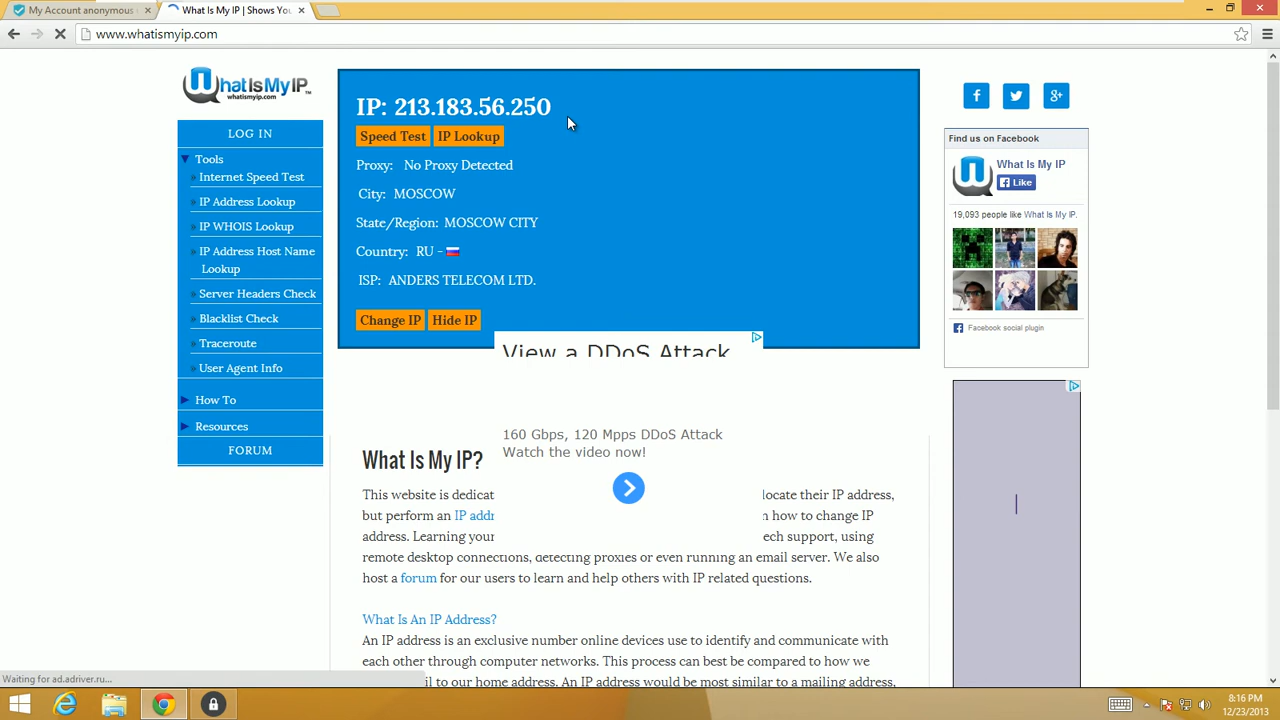 My Account anonymous
What Is My IP | Shows You
www.whatismyip.com
WhatIsMyIP
whatismyip.com
LOG IN
Tools
Internet Speed Test
IP Address Lookup
IP WHOIS Lookup
IP Address Host Name
Lookup
Server Headers Check
Blacklist Check
Traceroute
User Agent Info
How To
Resources
FORUM
IP: 213.183.56.250
Speed Test IP Lookup
Proxy: No Proxy Detected
City: MOSCOW
State/Region: MOSCOW CITY
Country: RU -
ISP: ANDERS TELECOM LTD.
Change IP Hide IP
View a DDoS Attack
160 Gbps, 120 Mpps DDoS Attack
Watch the video now!
What Is My IP?
This website is dedicat locate their IP address,
but perform an IP addr n how to change IP
address. Learning your ech support, using
remote desktop connections, detecting proxies or even running an email server. We also
host a forum for our users to learn and help others with IP related questions.
What Is An IP Address?
An IP address is an exclusive number online devices use to identify and communicate with
each other through computer networks. This process can best be compared to how we
il to our home address. An IP address would be most similar to a mailing address,
Find us on Facebook
What Is My IP
Like
19,093 people like What Is My IP.
Facebook social plugin
Waiting for ad.adriver.ru...
8:16 PM
12/23/2013